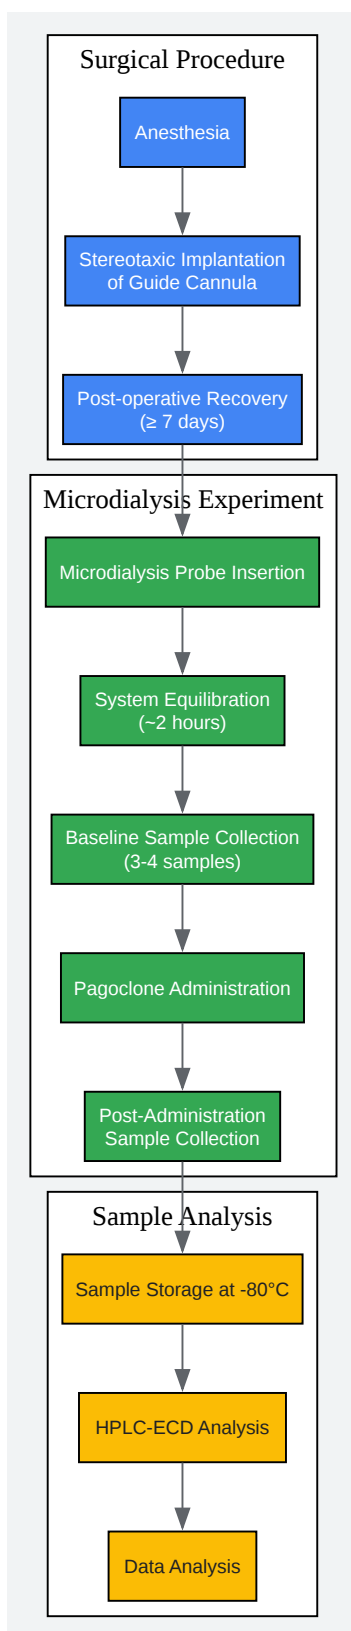 Surgical Procedure
Anesthesia
Stereotaxic Implantation
of Guide Cannula
Post-operative Recovery
(≥ 7 days)
Microdialysis Experiment
Microdialysis Probe Insertion
System Equilibration
(~2 hours)
Baseline Sample Collection
(3-4 samples)
Pagoclone Administration
Post-Administration
Sample Collection
Sample Analysis
Sample Storage at -80°C
HPLC-ECD Analysis
Data Analysis